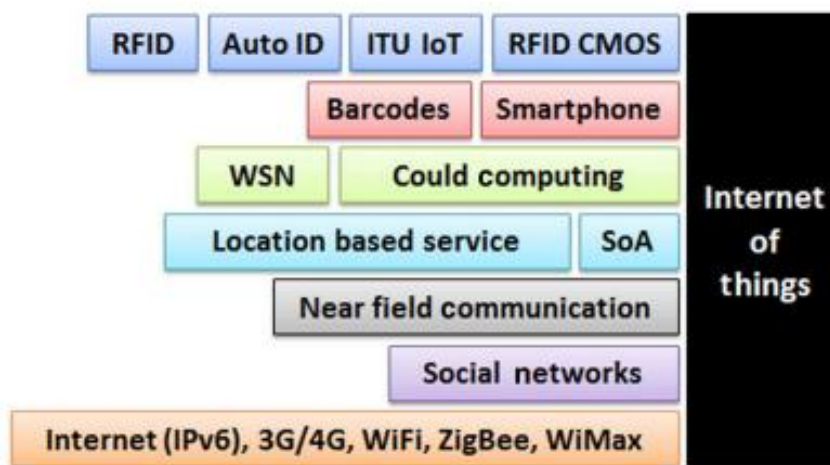 RFID Auto ID ITU IoT RFID CMOS
Barcodes Smartphone
WSN Could computing
Location based service SoA
Near field communication
Social networks
Internet (IPv6), 3G/4G, WiFi, ZigBee, WiMax
Internet
of
things